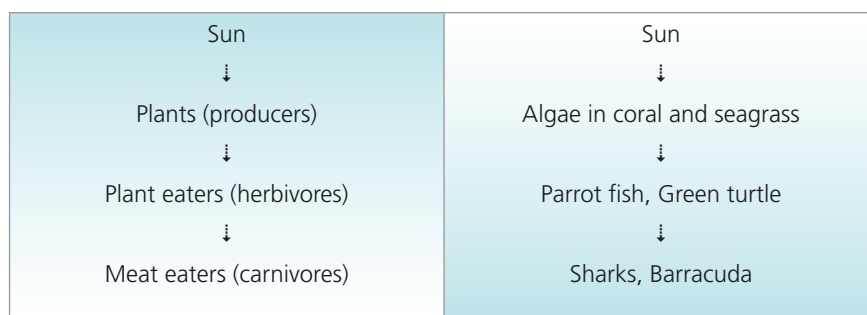 Sun
⇣
Plants (producers)
⇣
Plant eaters (herbivores)
⇣
Meat eaters (carnivores)
Sun
⇣
Algae in coral and seagrass
⇣
Parrot fish, Green turtle
⇣
Sharks, Barracuda